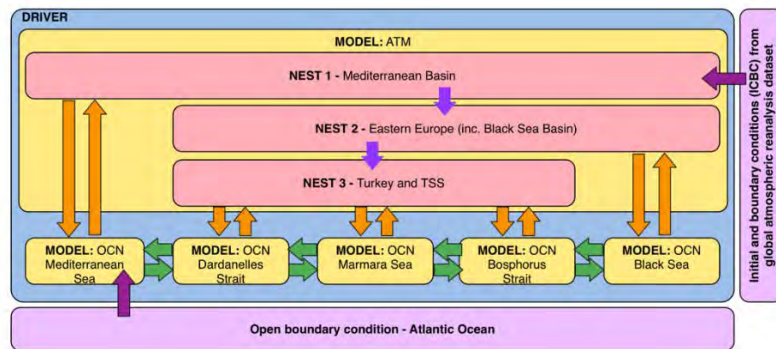 DRIVER
MODEL: ATM
NEST 1 - Mediterranean Basin
NEST 2 - Eastern Europe (inc. Black Sea Basin)
NEST 3 - Turkey and TSS
MODEL: OCN
Mediterranean
Sea
MODEL: OCN
Dardanelles
Strait
MODEL: OCN
Marmara Sea
MODEL: OCN
Bosphorus
Strait
MODEL: OCN
Black Sea
Open boundary condition - Atlantic Ocean
Initial and boundary conditions (ICBC) from
global atmospheric reanalysis dataset